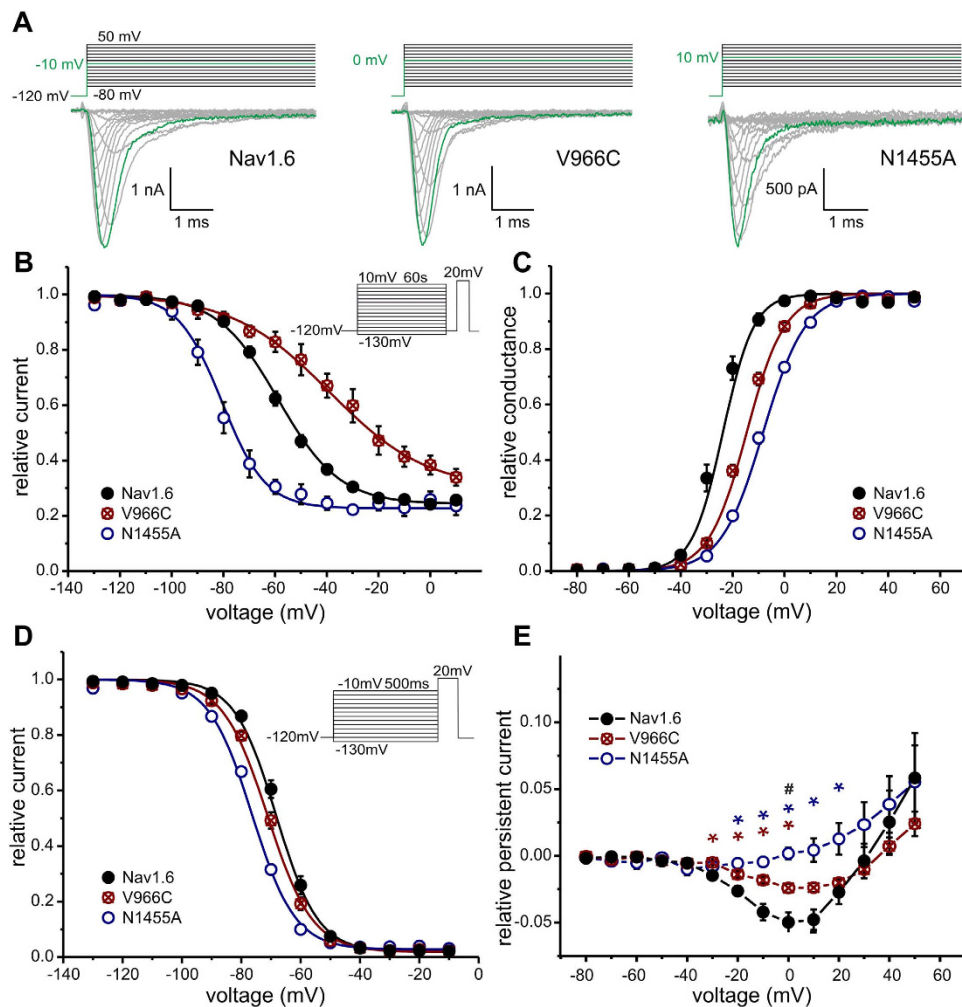 A
50 mV
-10 mV
-120 mV
-80 mV
Nav1.6
1 nA
1 ms
0 mV
V966C
1 nA
1 ms
10 mV
N1455A
500 pA
1 ms
B
1.0
0.8
0.6
0.4
0.2
0.0
relative current
10mV 60s
20mV
-120mV
-130mV
Nav1.6
V966C
N1455A
-140 -120 -100 -80 -60 -40 -20 0 20
voltage (mV)
C
1.0
0.8
0.6
0.4
0.2
0.0
relative conductance
Nav1.6
V966C
N1455A
-80 -60 -40 -20 0 20 40 60
voltage (mV)
D
1.0
0.8
0.6
0.4
0.2
0.0
relative current
-10mV 500ms
20mV
-120mV
-130mV
Nav1.6
V966C
N1455A
-140 -120 -100 -80 -60 -40 -20 0
voltage (mV)
E
0.10
0.05
0.00
-0.05
relative persistent current
Nav1.6
V966C
N1455A
#
* * * * *
* * * *
-80 -60 -40 -20 0 20 40 60
voltage (mV)